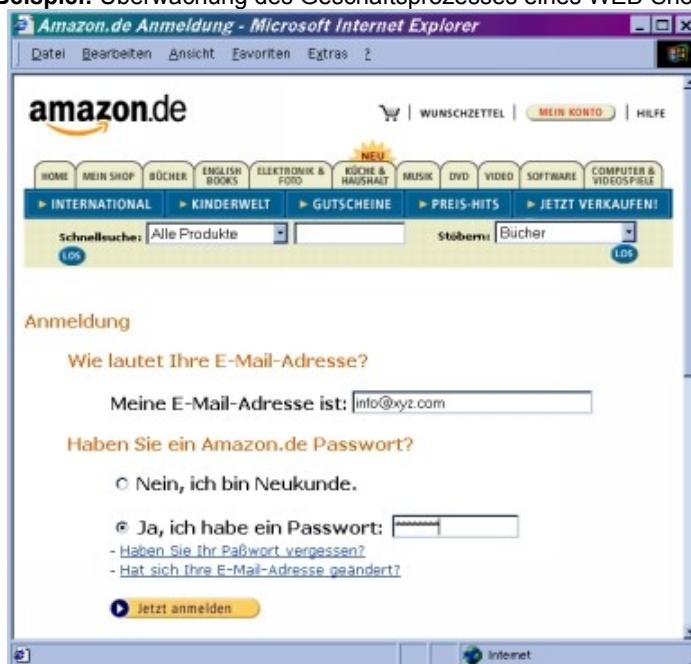 Beispiel: Überwachung des Geschäftsprozesses eines WEB-Sho
Amazon.de Anmeldung - Microsoft Internet Explorer
Datei Bearbeiten Ansicht Favoriten Extras ?
amazon.de
WUNSCHZETTEL | MEIN KONTO | HILFE
NEU
HOME MEIN SHOP BÜCHER ENGLISH BOOKS ELEKTRONIK & FOTO KÜCHE & HAUSHALT MUSIK DVD VIDEO SOFTWARE COMPUTER & VIDEOSPIELE
INTERNATIONAL KINDERWELT GUTSCHEINE PREIS-HITS JETZT VERKAUFEN!
Schnellsuche: Alle Produkte Stöbern: Bücher
LOS LOS
Anmeldung
Wie lautet Ihre E-Mail-Adresse?
Meine E-Mail-Adresse ist: info@xyz.com
Haben Sie ein Amazon.de Passwort?
Nein, ich bin Neukunde.
Ja, ich habe ein Passwort: *******
- Haben Sie Ihr Paßwort vergessen?
- Hat sich Ihre E-Mail-Adresse geändert?
Jetzt anmelden
Internet